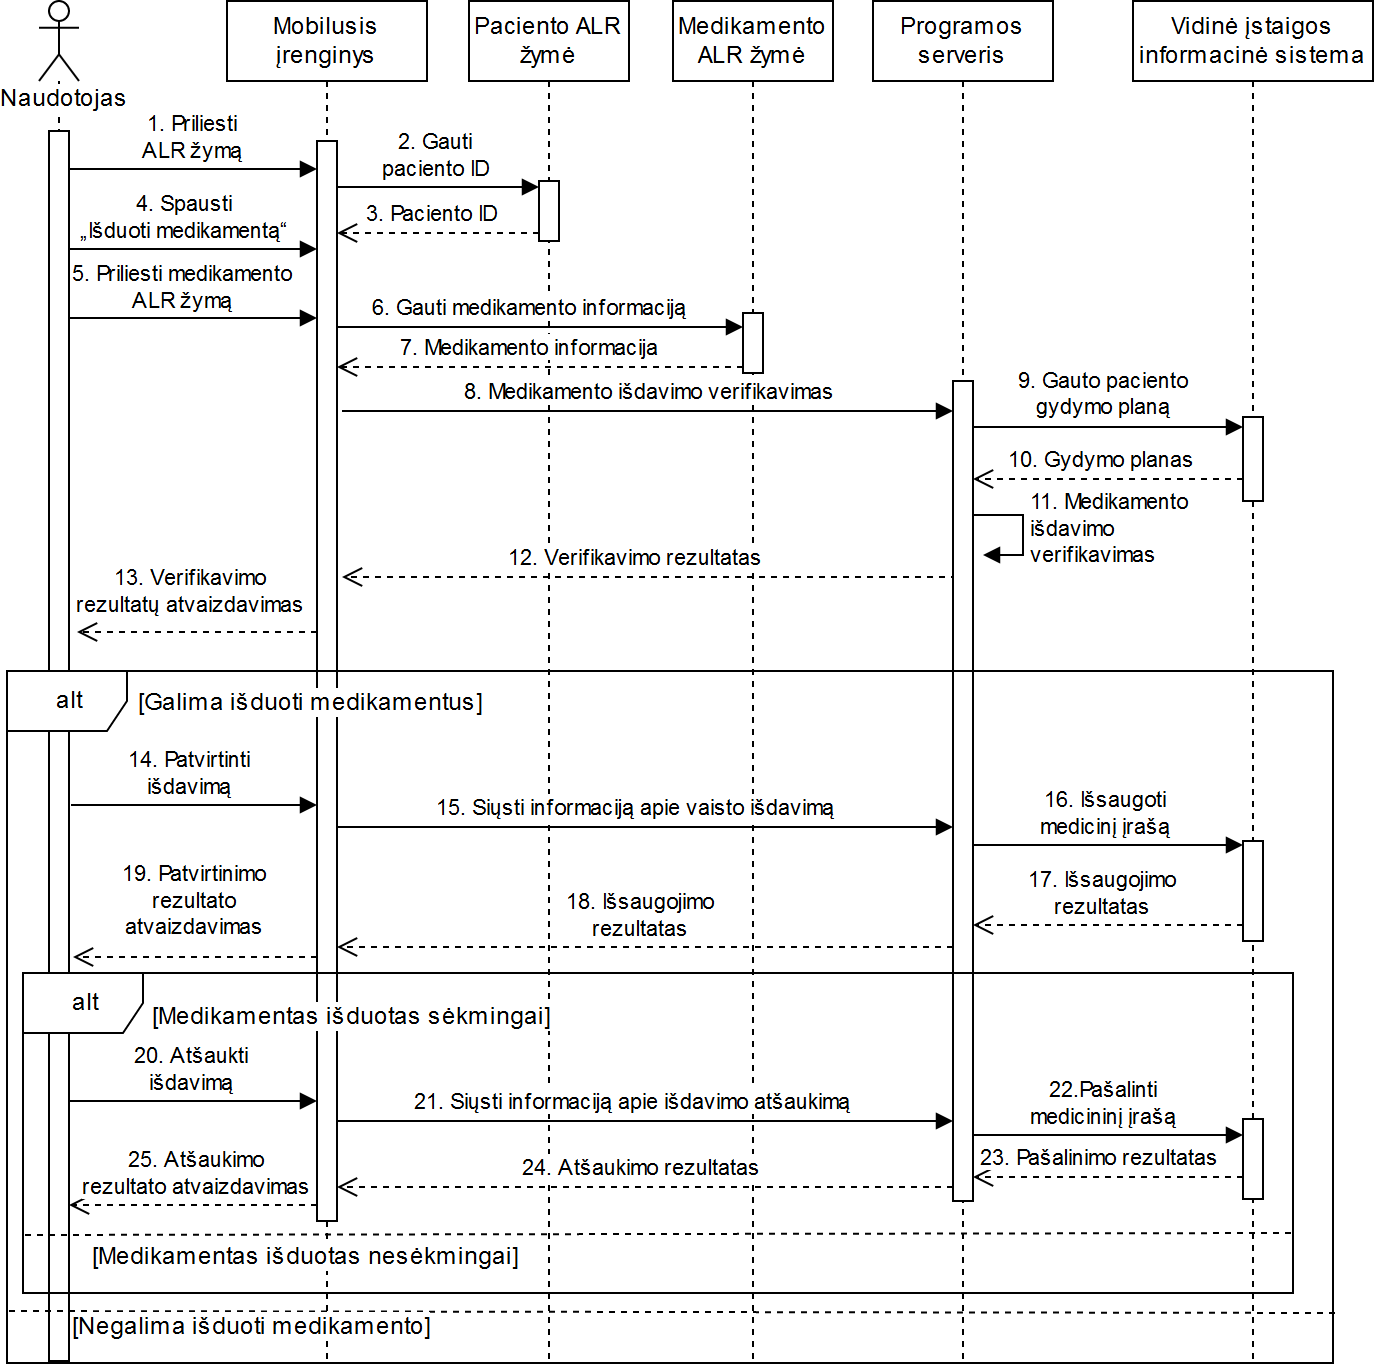 Naudotojas
Mobilusis
įrenginys
Paciento ALR
žymė
Medikamento
ALR žymė
Programos
serveris
Vidinė įstaigos
informacinė sistema
1. Priliesti
ALR žymą
2. Gauti
paciento ID
3. Paciento ID
4. Spausti
„Išduoti medikamentą“
5. Priliesti medikamento
ALR žymą
6. Gauti medikamento informaciją
7. Medikamento informacija
8. Medikamento išdavimo verifikavimas
9. Gauto paciento
gydymo planą
10. Gydymo planas
11. Medikamento
išdavimo
verifikavimas
12. Verifikavimo rezultatas
13. Verifikavimo
rezultatų atvaizdavimas
alt
[Galima išduoti medikamentus]
14. Patvirtinti
išdavimą
15. Siųsti informaciją apie vaisto išdavimą
16. Išsaugoti
medicinį įrašą
17. Išsaugojimo
rezultatas
18. Išsaugojimo
rezultatas
19. Patvirtinimo
rezultato
atvaizdavimas
alt
[Medikamentas išduotas sėkmingai]
20. Atšaukti
išdavimą
21. Siųsti informaciją apie išdavimo atšaukimą
22.Pašalinti
medicininį įrašą
23. Pašalinimo rezultatas
24. Atšaukimo rezultatas
25. Atšaukimo
rezultato atvaizdavimas
[Medikamentas išduotas nesėkmingai]
[Negalima išduoti medikamento]